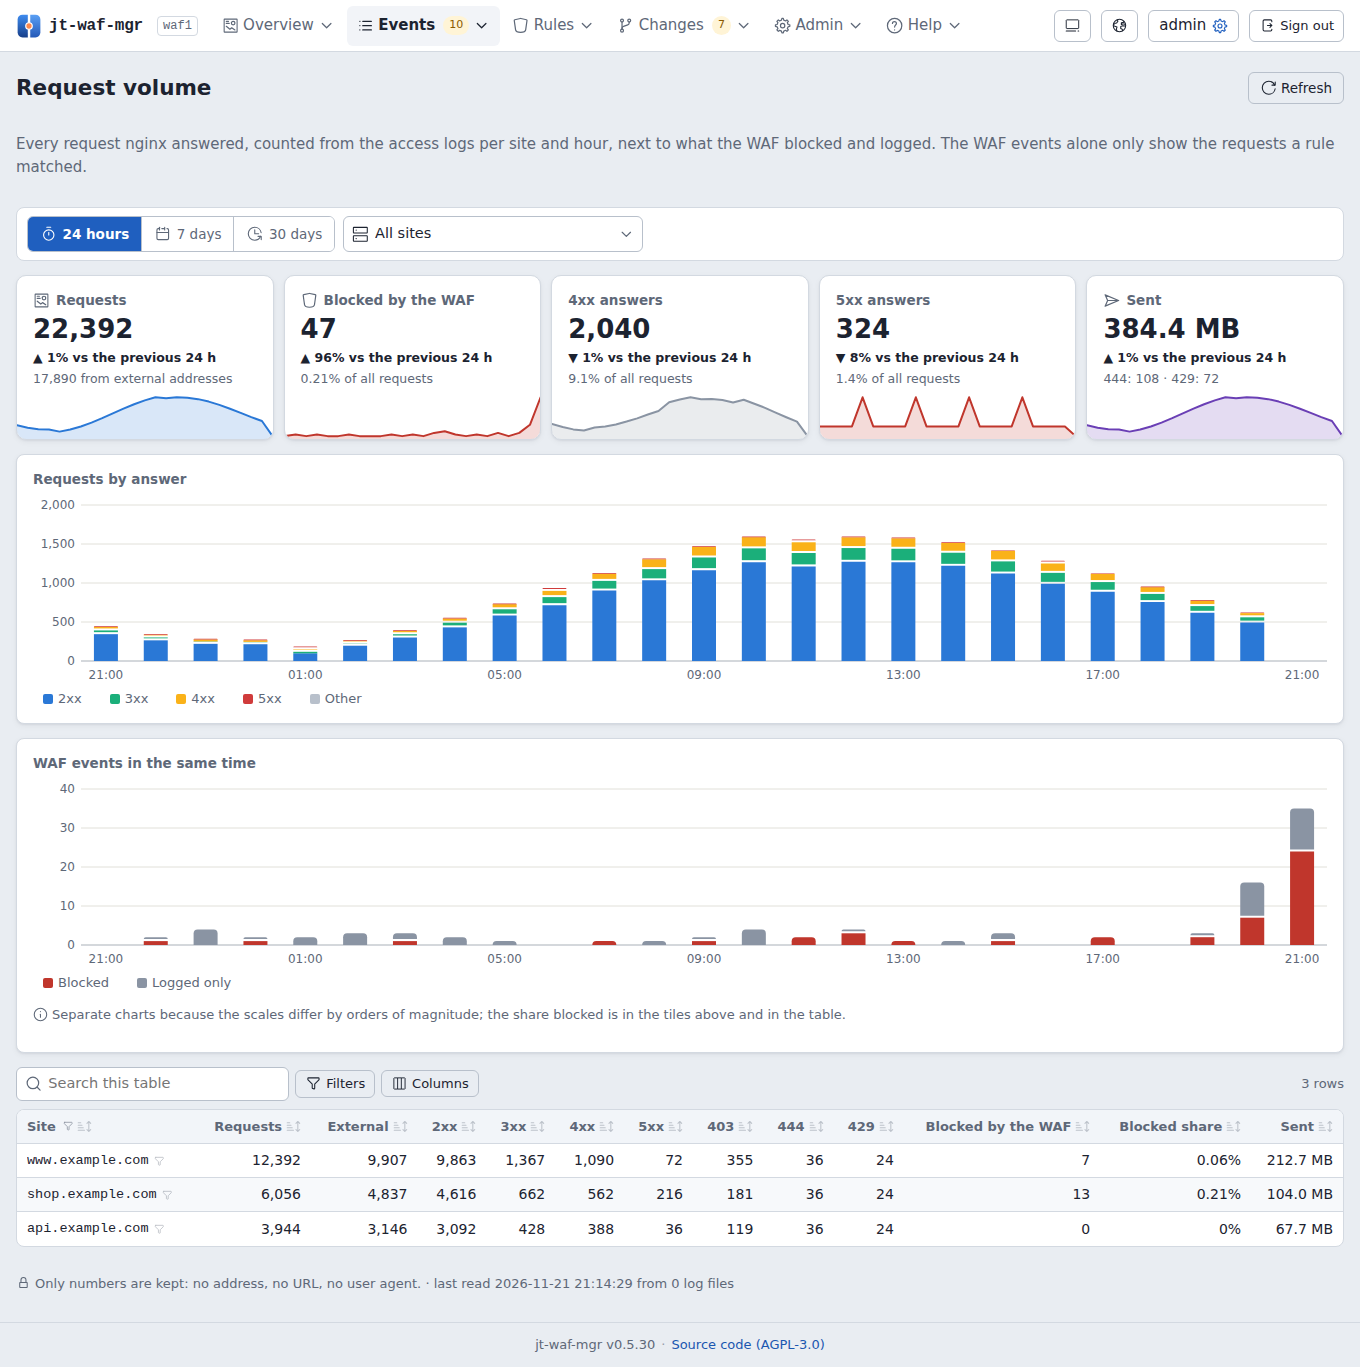 jt-waf-mgr waf1 Overview Events 10 Rules Changes 7 Admin Help admin Sign out
Request volume
Refresh
Every request nginx answered, counted from the access logs per site and hour, next to what the WAF blocked and logged. The WAF events alone only show the requests a rule
matched.
24 hours 7 days 30 days All sites
Requests
22,392
▲ 1% vs the previous 24 h
17,890 from external addresses
Blocked by the WAF
47
▲ 96% vs the previous 24 h
0.21% of all requests
4xx answers
2,040
▼ 1% vs the previous 24 h
9.1% of all requests
5xx answers
324
▼ 8% vs the previous 24 h
1.4% of all requests
Sent
384.4 MB
▲ 1% vs the previous 24 h
444: 108 · 429: 72
Requests by answer
2,000
1,500
1,000
500
0
21:00 01:00 05:00 09:00 13:00 17:00 21:00
2xx 3xx 4xx 5xx Other
WAF events in the same time
40
30
20
10
0
21:00 01:00 05:00 09:00 13:00 17:00 21:00
Blocked Logged only
Separate charts because the scales differ by orders of magnitude; the share blocked is in the tiles above and in the table.
Search this table Filters Columns 3 rows
Site Requests External 2xx 3xx 4xx 5xx 403 444 429 Blocked by the WAF Blocked share Sent
www.example.com 12,392 9,907 9,863 1,367 1,090 72 355 36 24 7 0.06% 212.7 MB
shop.example.com 6,056 4,837 4,616 662 562 216 181 36 24 13 0.21% 104.0 MB
api.example.com 3,944 3,146 3,092 428 388 36 119 36 24 0 0% 67.7 MB
Only numbers are kept: no address, no URL, no user agent. · last read 2026-11-21 21:14:29 from 0 log files
jt-waf-mgr v0.5.30 · Source code (AGPL-3.0)